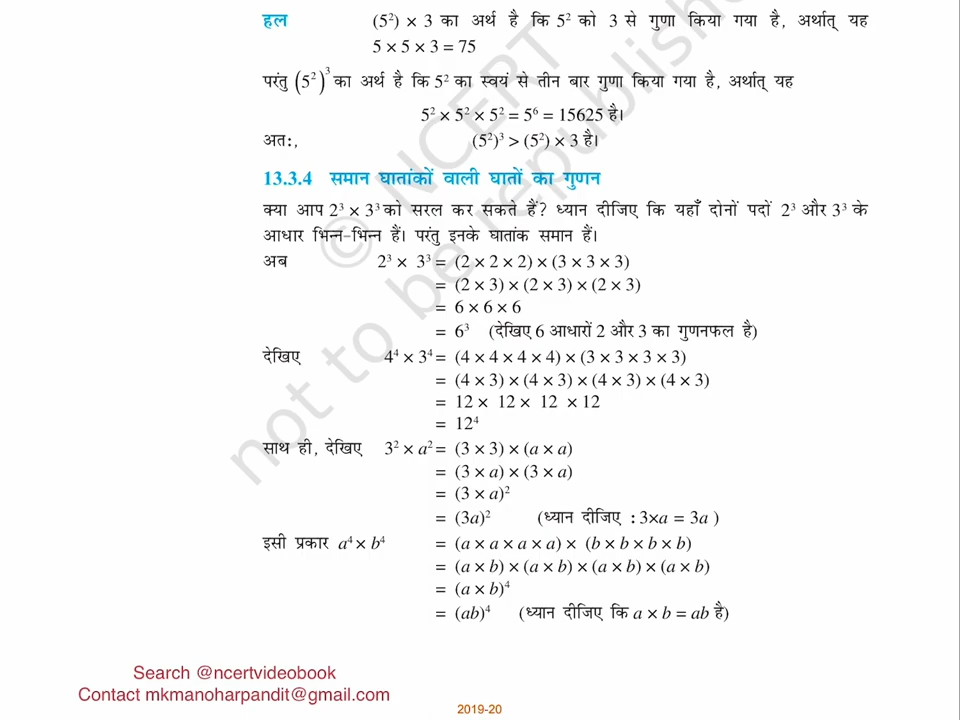 हल (5²) × 3 का अर्थ है कि 5² को 3 से गुणा किया गया है, अर्थात् यह
5 × 5 × 3 = 75
परंतु (5²)³ का अर्थ है कि 5² का स्वयं से तीन बार गुणा किया गया है, अर्थात् यह
5² × 5² × 5² = 5⁶ = 15625 है।
अतः, (5²)³ > (5²) × 3 है।
13.3.4 समान घातांकों वाली घातों का गुणन
क्या आप 2³ × 3³ को सरल कर सकते हैं? ध्यान दीजिए कि यहाँ दोनों पदों 2³ और 3³ के
आधार भिन्न-भिन्न हैं। परंतु इनके घातांक समान हैं।
अब 2³ × 3³ = (2 × 2 × 2) × (3 × 3 × 3)
= (2 × 3) × (2 × 3) × (2 × 3)
= 6 × 6 × 6
= 6³ (देखिए 6 आधारों 2 और 3 का गुणनफल है)
देखिए 4⁴ × 3⁴ = (4 × 4 × 4 × 4) × (3 × 3 × 3 × 3)
= (4 × 3) × (4 × 3) × (4 × 3) × (4 × 3)
= 12 × 12 × 12 × 12
= 12⁴
साथ ही, देखिए 3² × a² = (3 × 3) × (a × a)
= (3 × a) × (3 × a)
= (3 × a)²
= (3a)² (ध्यान दीजिए : 3×a = 3a )
इसी प्रकार a⁴ × b⁴ = (a × a × a × a) × (b × b × b × b)
= (a × b) × (a × b) × (a × b) × (a × b)
= (a × b)⁴
= (ab)⁴ (ध्यान दीजिए कि a × b = ab है)
© NCERT
not to be republished
Search @ncertvideobook
Contact mkmanoharpandit@gmail.com
2019-20